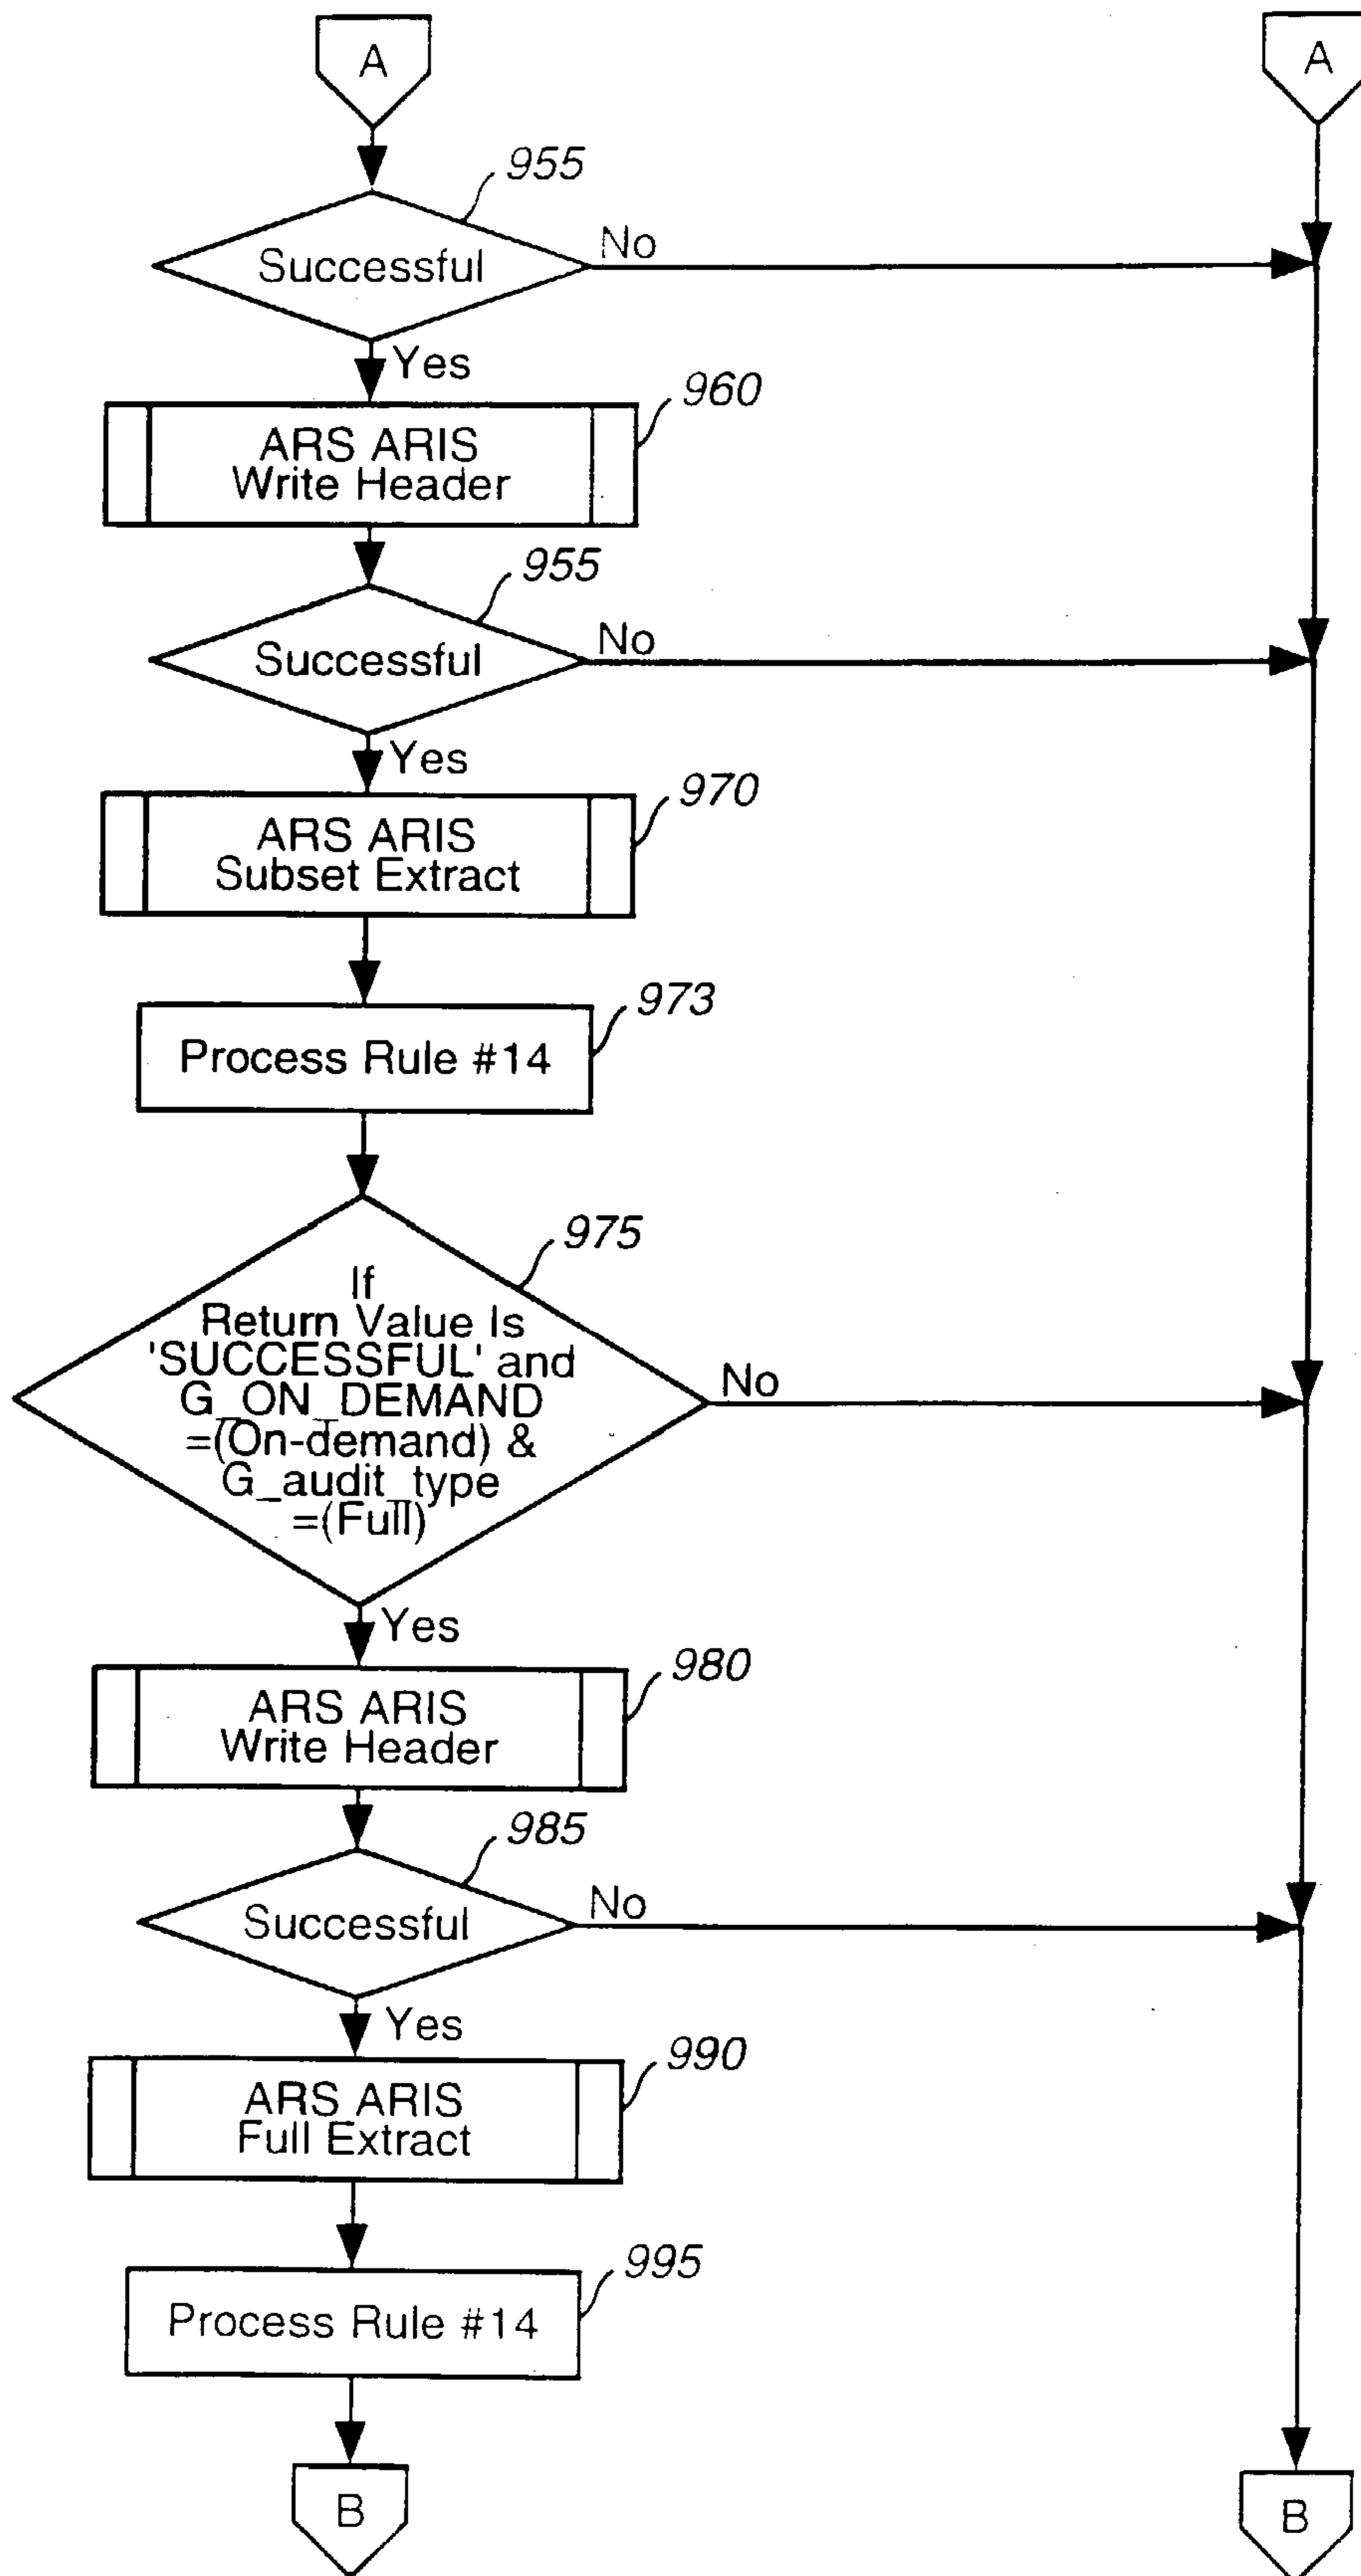 A
A
955
Successful
No
Yes
960
ARS ARIS
Write Header
955
Successful
No
Yes
970
ARS ARIS
Subset Extract
973
Process Rule #14
975
If
Return Value Is
'SUCCESSFUL' and
G_ON_DEMAND
=(On-demand) &
G_audit_type
=(Full)
No
Yes
980
ARS ARIS
Write Header
985
Successful
No
Yes
990
ARS ARIS
Full Extract
995
Process Rule #14
B
B